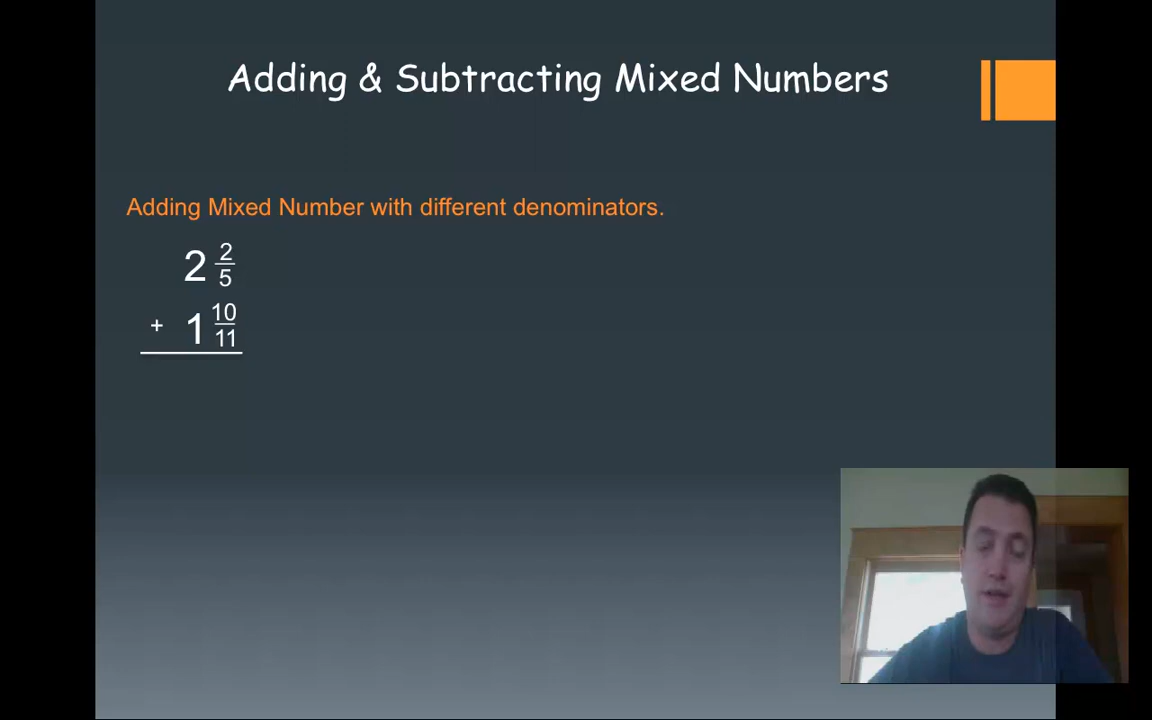 Adding & Subtracting Mixed Numbers
Adding Mixed Number with different denominators.
2 2/5
+ 1 10/11